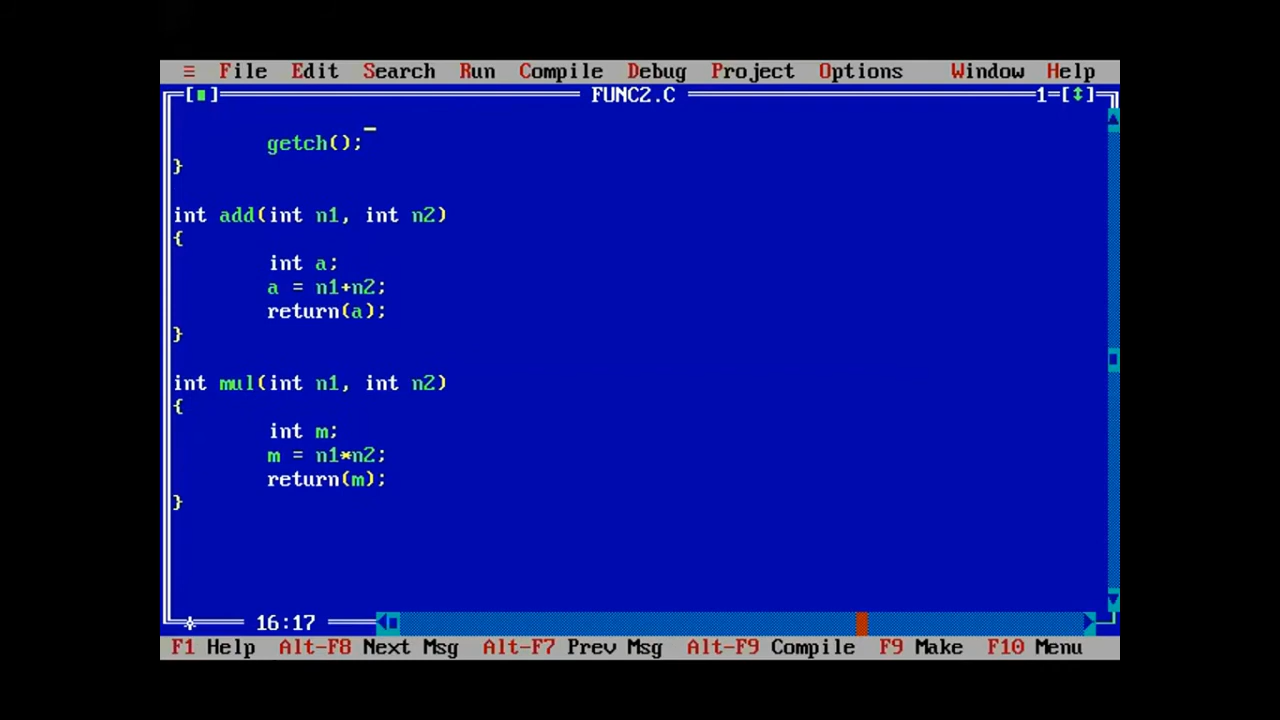 ≡ File Edit Search Run Compile Debug Project Options Window Help
[■] FUNC2.C 1=[↕]
getch();
}
int add(int n1, int n2)
{
int a;
a = n1+n2;
return(a);
}
int mul(int n1, int n2)
{
int m;
m = n1*n2;
return(m);
}
* 16:17
F1 Help Alt-F8 Next Msg Alt-F7 Prev Msg Alt-F9 Compile F9 Make F10 Menu